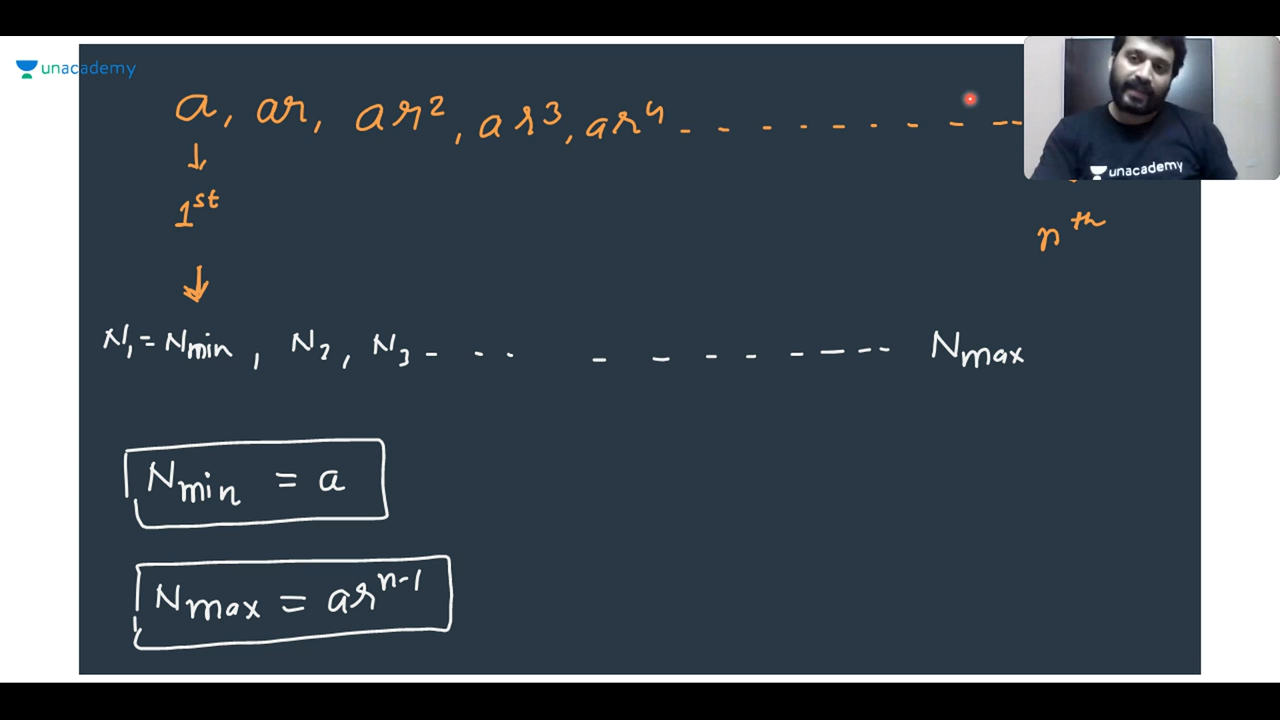 unacademy
a, ar, ar², ar³, ar⁴ - - - - - - - - - - -
unacademy
↓
1st
nth
↓
N₁ = Nmin, N₂, N₃ - - - - - - - - - - - Nmax
Nmin = a
Nmax = arⁿ⁻¹